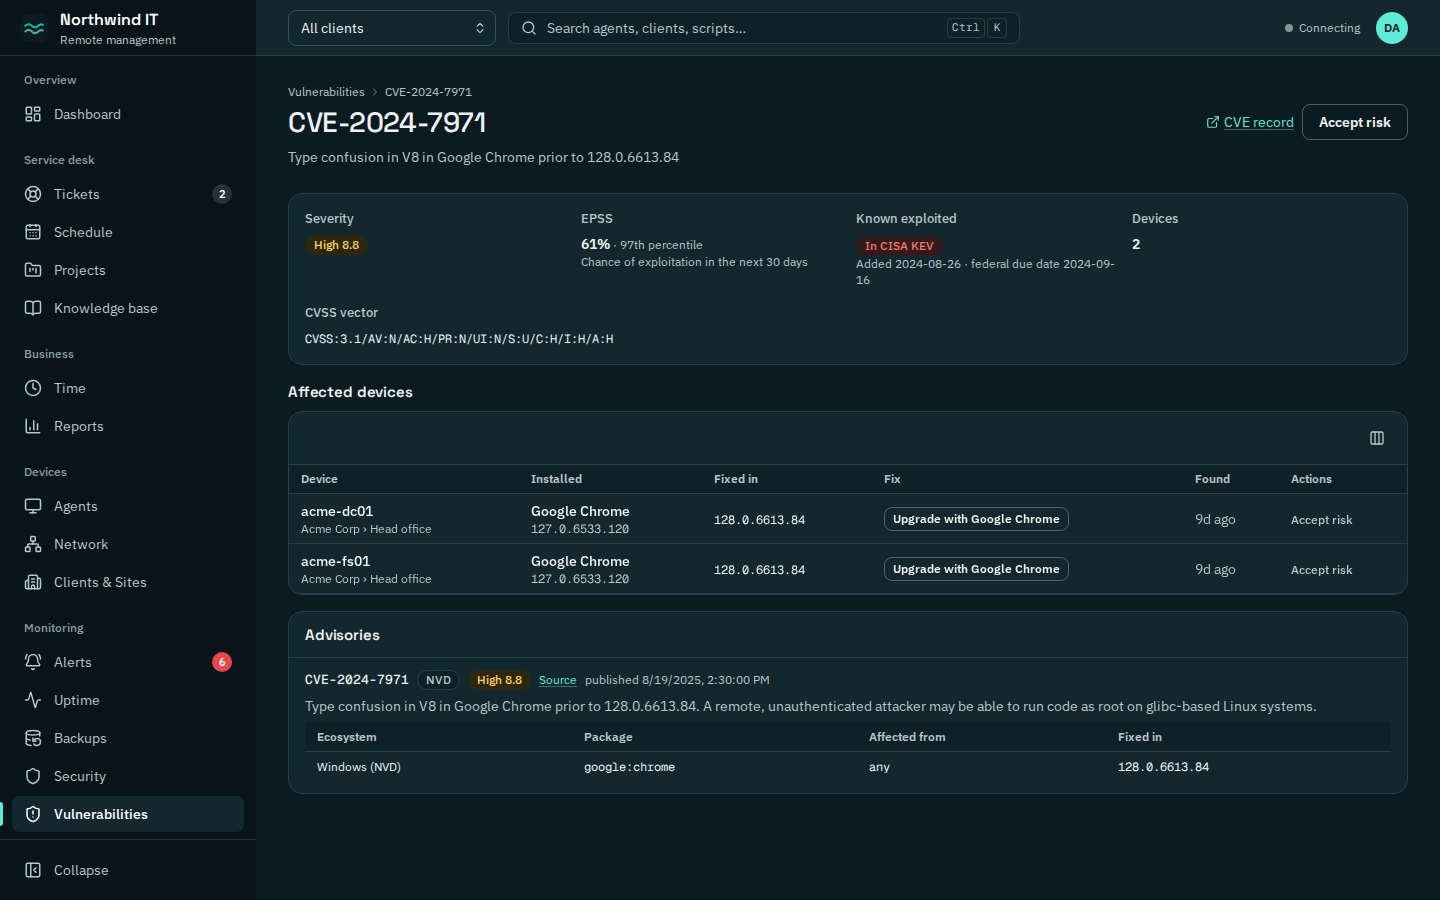 Northwind IT
Remote management
All clients
Search agents, clients, scripts...
Ctrl K
Connecting
DA
Overview
Dashboard
Service desk
Tickets 2
Schedule
Projects
Knowledge base
Business
Time
Reports
Devices
Agents
Network
Clients & Sites
Monitoring
Alerts 6
Uptime
Backups
Security
Vulnerabilities
Collapse
Vulnerabilities > CVE-2024-7971
CVE-2024-7971
CVE record
Accept risk
Type confusion in V8 in Google Chrome prior to 128.0.6613.84
Severity
High 8.8
EPSS
61% · 97th percentile
Chance of exploitation in the next 30 days
Known exploited
In CISA KEV
Added 2024-08-26 · federal due date 2024-09-
16
Devices
2
CVSS vector
CVSS:3.1/AV:N/AC:H/PR:N/UI:N/S:U/C:H/I:H/A:H
Affected devices
Device Installed Fixed in Fix Found Actions
acme-dc01 Google Chrome 128.0.6613.84 Upgrade with Google Chrome 9d ago Accept risk
Acme Corp › Head office 127.0.6533.120
acme-fs01 Google Chrome 128.0.6613.84 Upgrade with Google Chrome 9d ago Accept risk
Acme Corp › Head office 127.0.6533.120
Advisories
CVE-2024-7971 NVD High 8.8 Source published 8/19/2025, 2:30:00 PM
Type confusion in V8 in Google Chrome prior to 128.0.6613.84. A remote, unauthenticated attacker may be able to run code as root on glibc-based Linux systems.
Ecosystem Package Affected from Fixed in
Windows (NVD) google:chrome any 128.0.6613.84